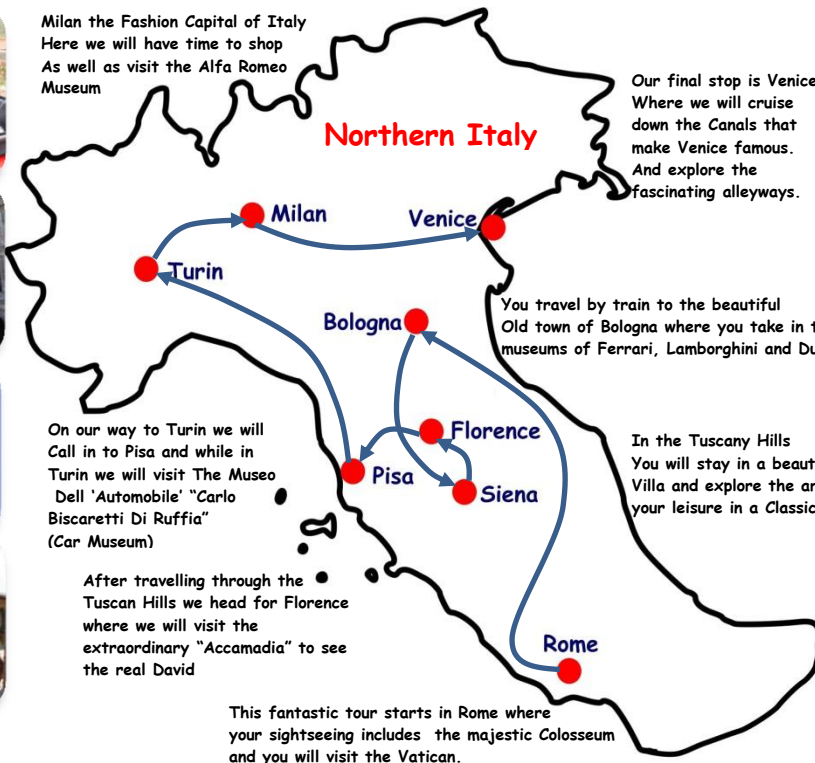 Milan the Fashion Capital of Italy
Here we will have time to shop
As well as visit the Alfa Romeo
Museum
Our final stop is Venice
Where we will cruise
down the Canals that
make Venice famous.
And explore the
fascinating alleyways.
Northern Italy
Milan
Venice
Turin
Bologna
You travel by train to the beautiful
Old town of Bologna where you take in
museums of Ferrari, Lamborghini and
Florence
Pisa
Siena
On our way to Turin we will
Call in to Pisa and while in
Turin we will visit The Museo
Dell ‘Automobile’ “Carlo
Biscaretti Di Ruffia”
(Car Museum)
In the Tuscany Hills
You will stay in a
Villa and explore the
your leisure in a Classic
After travelling through the
Tuscan Hills we head for Florence
where we will visit the
extraordinary “Accamadia” to see
the real David
Rome
This fantastic tour starts in Rome where
your sightseeing includes the majestic Colosseum
and you will visit the Vatican.